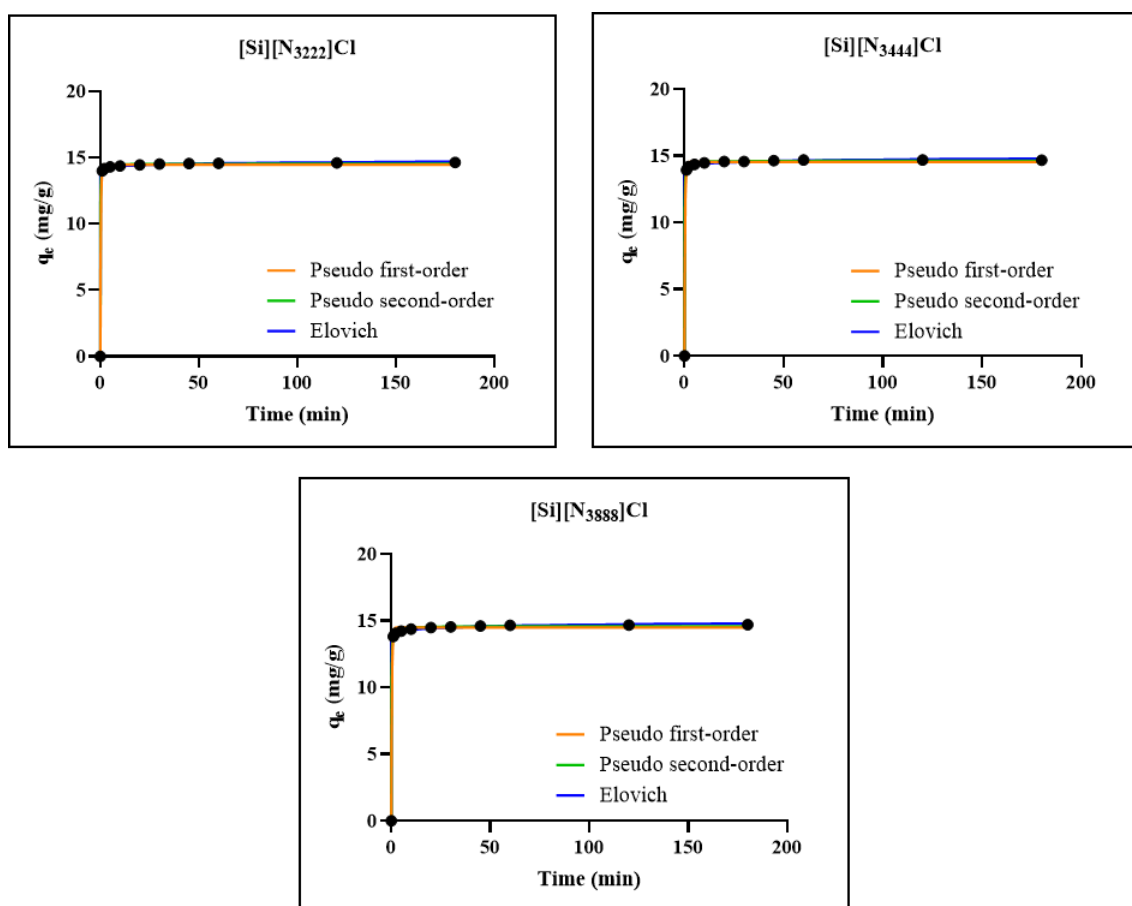 [Si][N3222]Cl
20
15
10
5
0
qe (mg/g)
Pseudo first-order
Pseudo second-order
Elovich
0 50 100 150 200
Time (min)
[Si][N3444]Cl
20
15
10
5
0
qe (mg/g)
Pseudo first-order
Pseudo second-order
Elovich
0 50 100 150 200
Time (min)
[Si][N3888]Cl
20
15
10
5
0
qe (mg/g)
Pseudo first-order
Pseudo second-order
Elovich
0 50 100 150 200
Time (min)